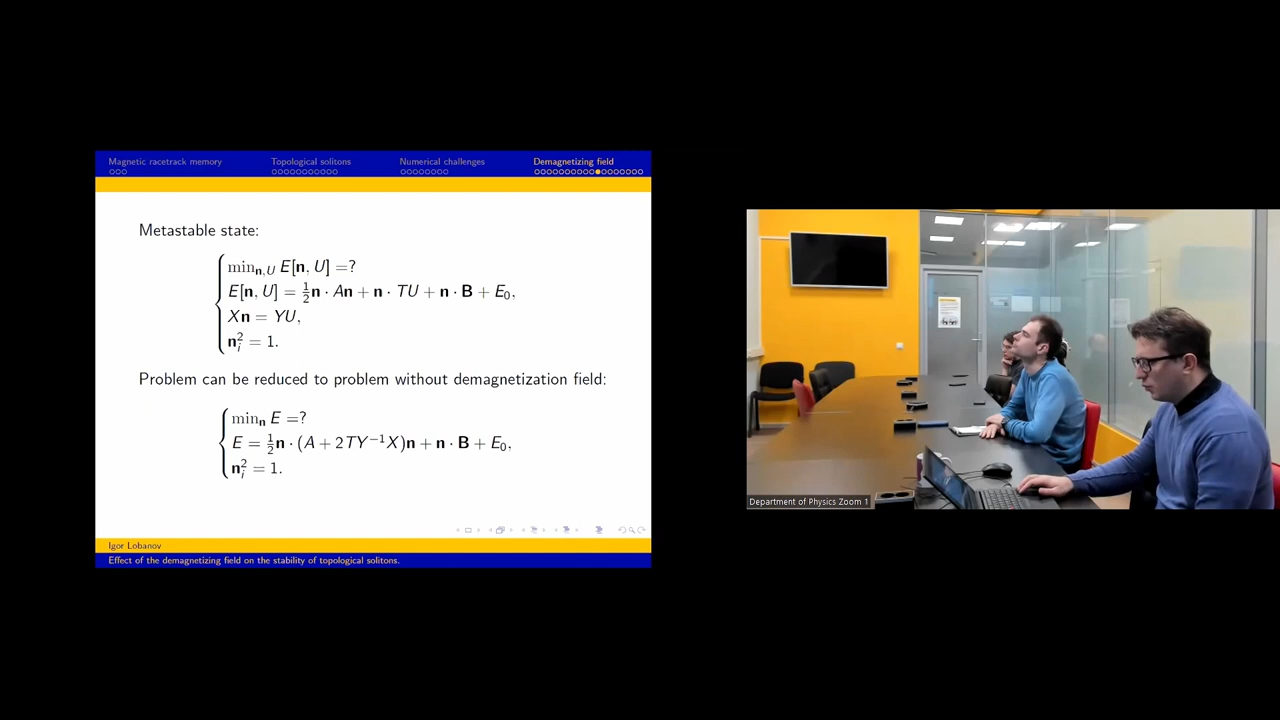 Magnetic racetrack memory Topological solitons Numerical challenges Demagnetizing field
Metastable state:
min_{n,U} E[n, U] =?
E[n, U] = ½n · An + n · TU + n · B + E₀,
Xn = YU,
n_i² = 1.
Problem can be reduced to problem without demagnetization field:
min_n E =?
E = ½n · (A + 2TY⁻¹X)n + n · B + E₀,
n_i² = 1.
Igor Lobanov
Effect of the demagnetizing field on the stability of topological solitons.
Department of Physics Zoom 1